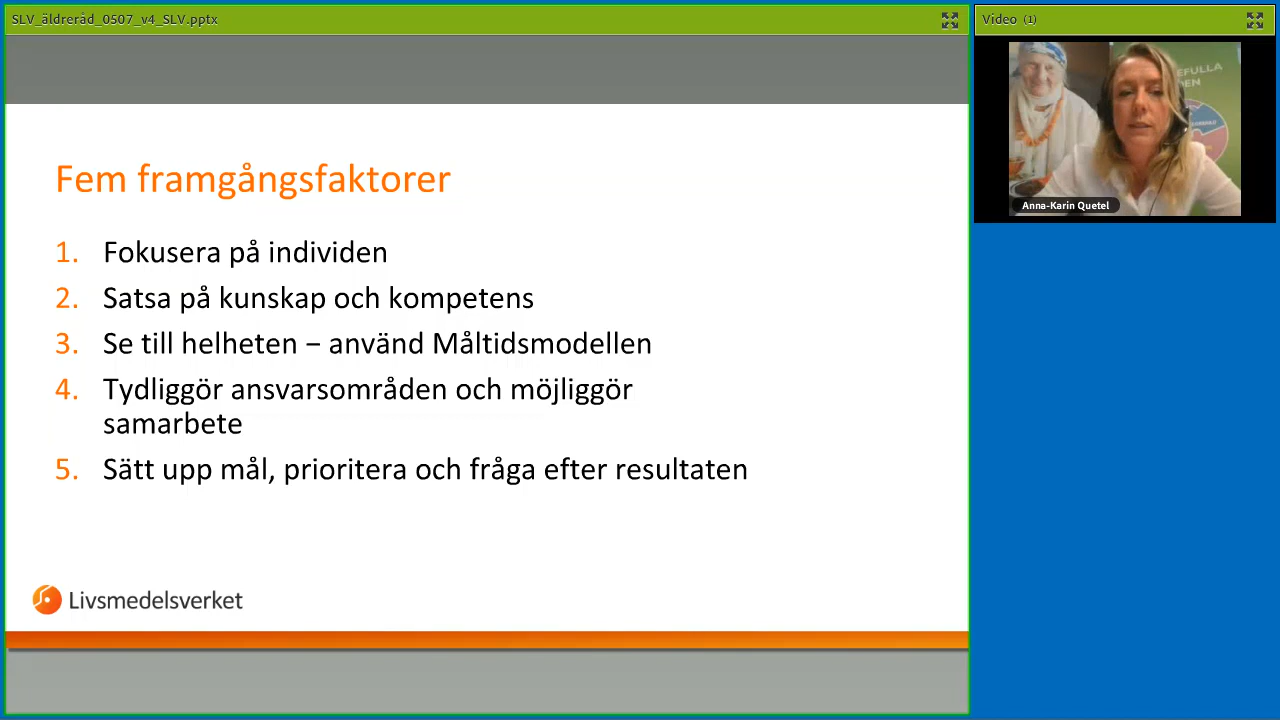 SLV_äldreråd_0507_v4_SLV.pptx
Video (1)
Fem framgångsfaktorer
1. Fokusera på individen
2. Satsa på kunskap och kompetens
3. Se till helheten – använd Måltidsmodellen
4. Tydliggör ansvarsområden och möjliggör
samarbete
5. Sätt upp mål, prioritera och fråga efter resultaten
Livsmedelsverket
Anna-Karin Quetel